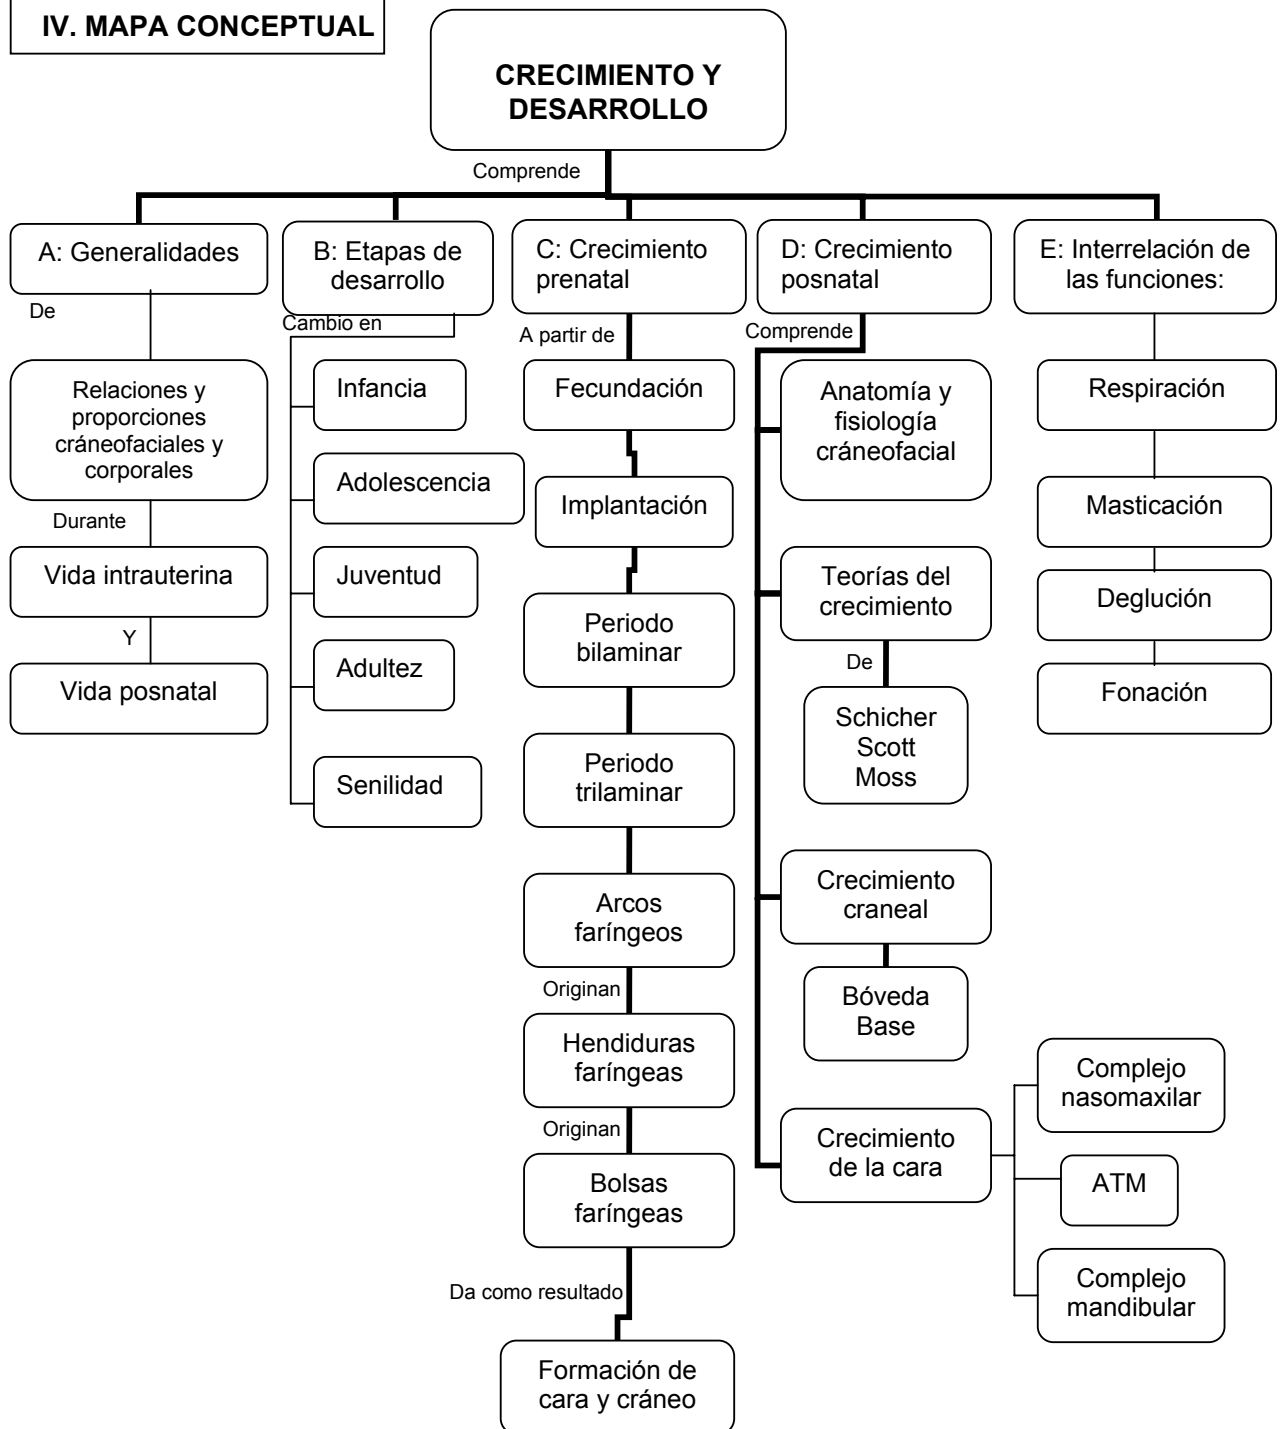 IV. MAPA CONCEPTUAL
CRECIMIENTO Y
DESARROLLO
Comprende
A: Generalidades
De
Relaciones y
proporciones
cráneofaciales y
corporales
Durante
Vida intrauterina
Y
Vida posnatal
B: Etapas de
desarrollo
Cambio en
Infancia
Adolescencia
Juventud
Adultez
Senilidad
C: Crecimiento
prenatal
A partir de
Fecundación
Implantación
Periodo
bilaminar
Periodo
trilaminar
Arcos
faríngeos
Originan
Hendiduras
faríngeas
Originan
Bolsas
faríngeas
Da como resultado
Formación de
cara y cráneo
D: Crecimiento
posnatal
Comprende
Anatomía y
fisiología
cráneofacial
Teorías del
crecimiento
De
Schicher
Scott
Moss
Crecimiento
craneal
Bóveda
Base
Crecimiento
de la cara
Complejo
nasomaxilar
ATM
Complejo
mandibular
E: Interrelación de
las funciones:
Respiración
Masticación
Deglución
Fonación